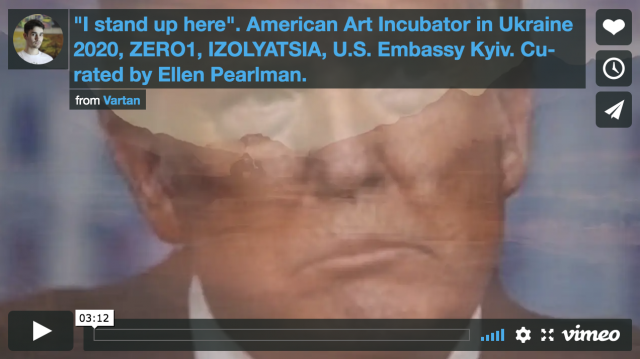 "I stand up here". American Art Incubator in Ukraine
2020, ZERO1, IZOLYATSIA, U.S. Embassy Kyiv. Cu-
rated by Ellen Pearlman.
from Vartan
03:12
vimeo